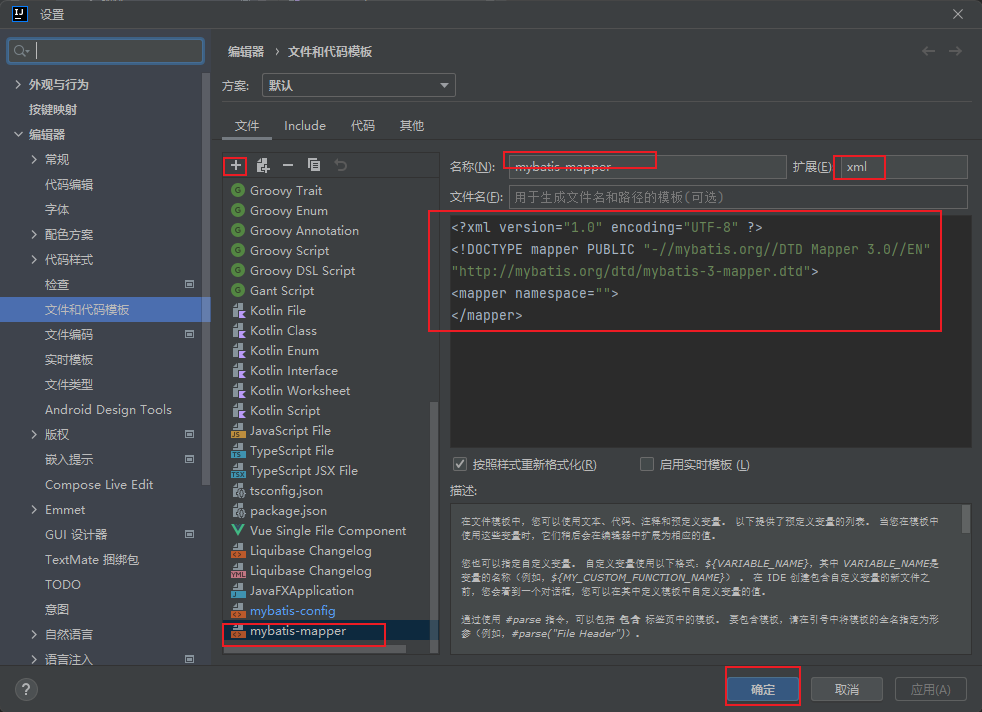 设置
编辑器 › 文件和代码模板
方案: 默认
文件 Include 代码 其他
外观与行为
按键映射
编辑器
常规
代码编辑
字体
配色方案
代码样式
检查
文件和代码模板
文件编码
实时模板
文件类型
Android Design Tools
版权
嵌入提示
Compose Live Edit
Emmet
GUI 设计器
TextMate 捆绑包
TODO
意图
自然语言
语言注入
Groovy Trait
Groovy Enum
Groovy Annotation
Groovy Script
Groovy DSL Script
Gant Script
Kotlin File
Kotlin Class
Kotlin Enum
Kotlin Interface
Kotlin Worksheet
Kotlin Script
JavaScript File
TypeScript File
TypeScript JSX File
tsconfig.json
package.json
Vue Single File Component
Liquibase Changelog
Liquibase Changelog
JavaFXApplication
mybatis-config
mybatis-mapper
名称(N): mybatis-mapper 扩展(E): xml
文件名(F): 用于生成文件名和路径的模板(可选)
<?xml version="1.0" encoding="UTF-8" ?>
<!DOCTYPE mapper PUBLIC "-//mybatis.org//DTD Mapper 3.0//EN"
"http://mybatis.org/dtd/mybatis-3-mapper.dtd">
<mapper namespace="">
</mapper>
按照样式重新格式化(R) 启用实时模板 (L)
描述:
在文件模板中，您可以使用文本、代码、注释和预定义变量。 以下提供了预定义变量的列表。 当您在模板中
使用这些变量时，它们稍后会在编辑器中扩展为相应的值。
您也可以指定自定义变量。 自定义变量使用以下格式: ${VARIABLE_NAME}，其中 VARIABLE_NAME是
变量的名称（例如，${MY_CUSTOM_FUNCTION_NAME}） 。 在 IDE 创建包含自定义变量的新文件之
前，您会看到一个对话框，您可以在其中定义模板中自定义变量的值。
通过使用 #parse 指令，可以包括 包含 标签页中的模板。 要包含模板，请在引号中将模板的全名指定为形
参（例如，#parse("File Header")）。
? 确定 取消 应用(A)